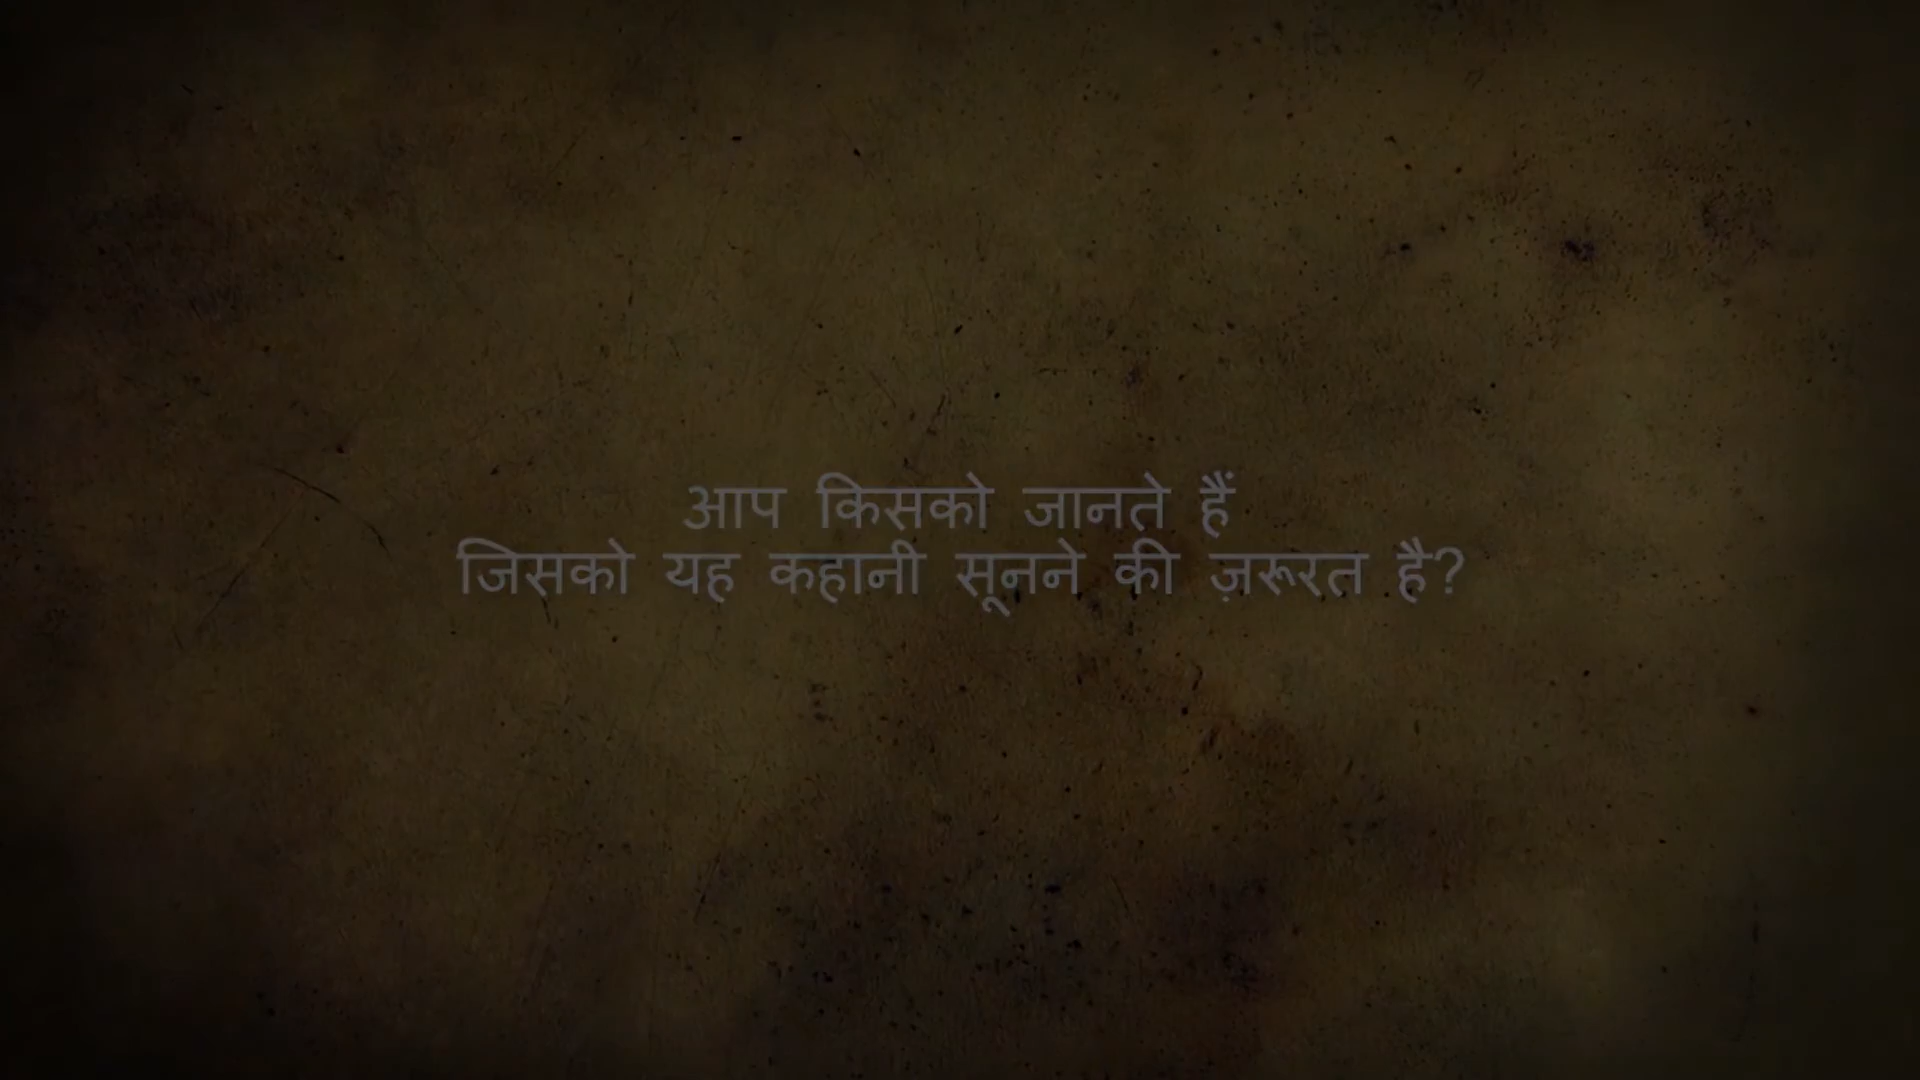 आप किसको जानते हैं
जिसको यह कहानी सूनने की ज़रूरत है?